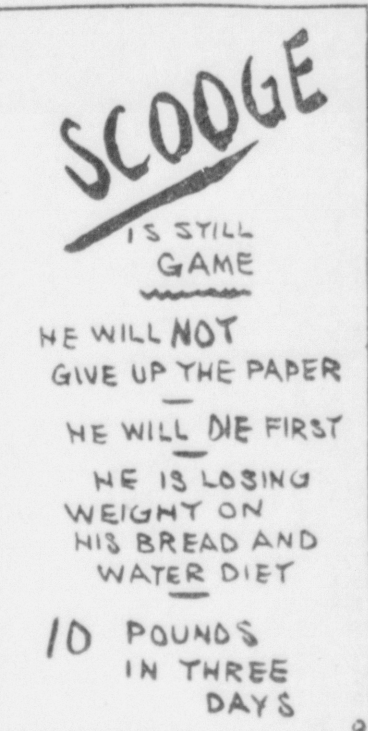 SCOOGE
IS STILL
GAME
HE WILL NOT
GIVE UP THE PAPER
HE WILL DIE FIRST
HE IS LOSING
WEIGHT ON
HIS BREAD AND
WATER DIET
10 POUNDS
IN THREE
DAYS